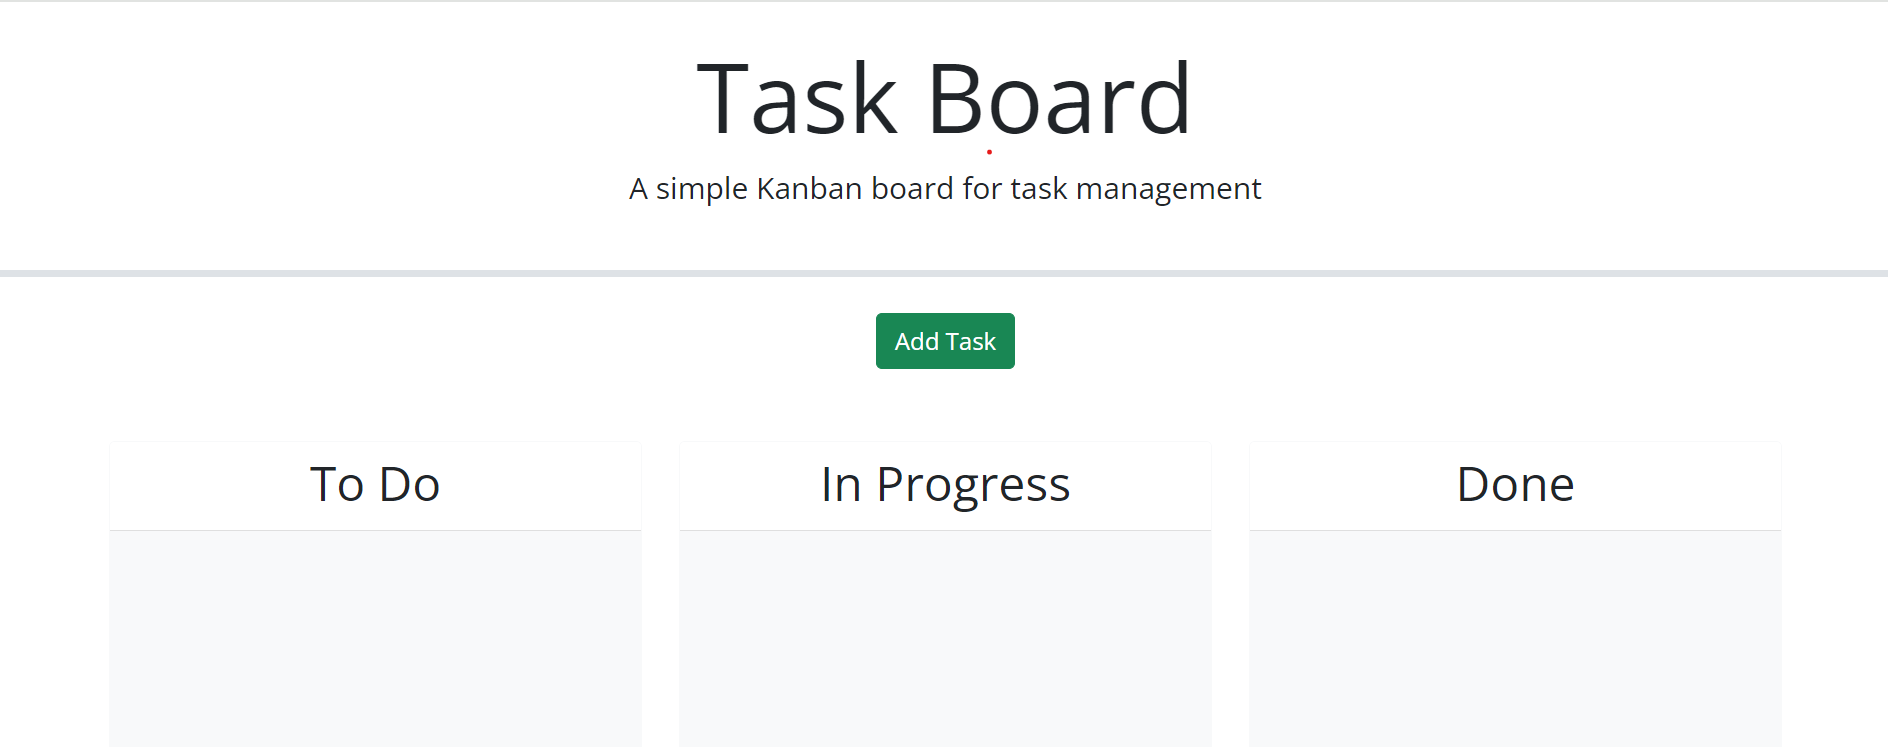 Task Board
A simple Kanban board for task management
Add Task
To Do
In Progress
Done